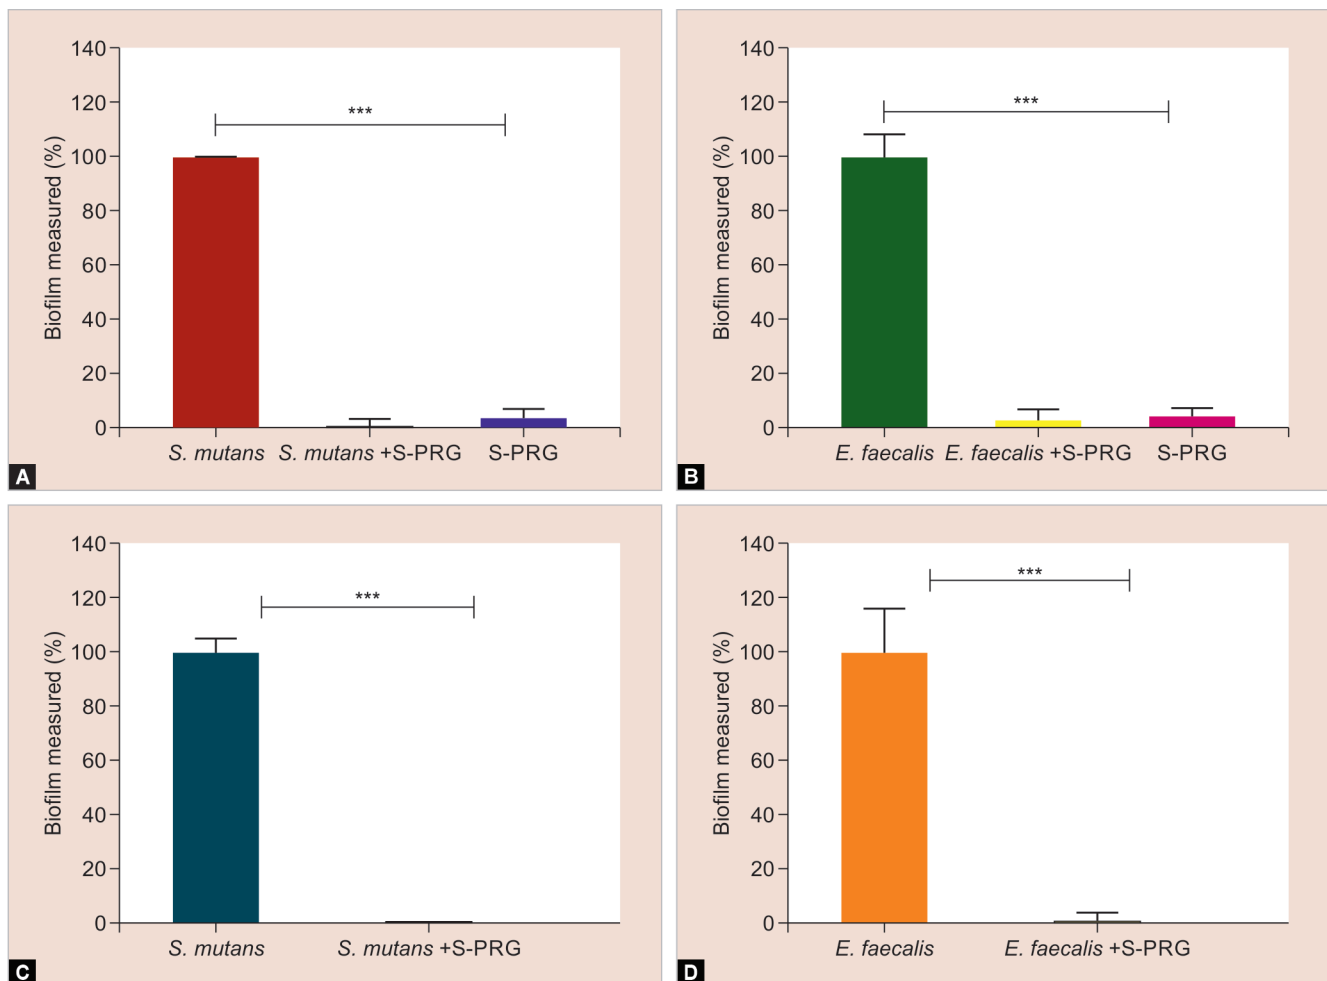 140
120
100
80
60
40
20
0
Biofilm measured (%)
***
S. mutans
S. mutans +S-PRG
S-PRG
A
140
120
100
80
60
40
20
0
Biofilm measured (%)
***
E. faecalis
E. faecalis +S-PRG
S-PRG
B
140
120
100
80
60
40
20
0
Biofilm measured (%)
***
S. mutans
S. mutans +S-PRG
C
140
120
100
80
60
40
20
0
Biofilm measured (%)
***
E. faecalis
E. faecalis +S-PRG
D